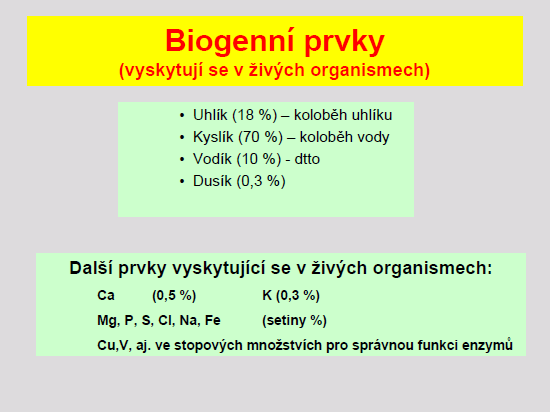 Biogenní prvky
(vyskytují se v živých organismech)
• Uhlík (18 %) – koloběh uhlíku
• Kyslík (70 %) – koloběh vody
• Vodík (10 %) - dtto
• Dusík (0,3 %)
Další prvky vyskytující se v živých organismech:
Ca (0,5 %) K (0,3 %)
Mg, P, S, Cl, Na, Fe (setiny %)
Cu,V, aj. ve stopových množstvích pro správnou funkci enzymů